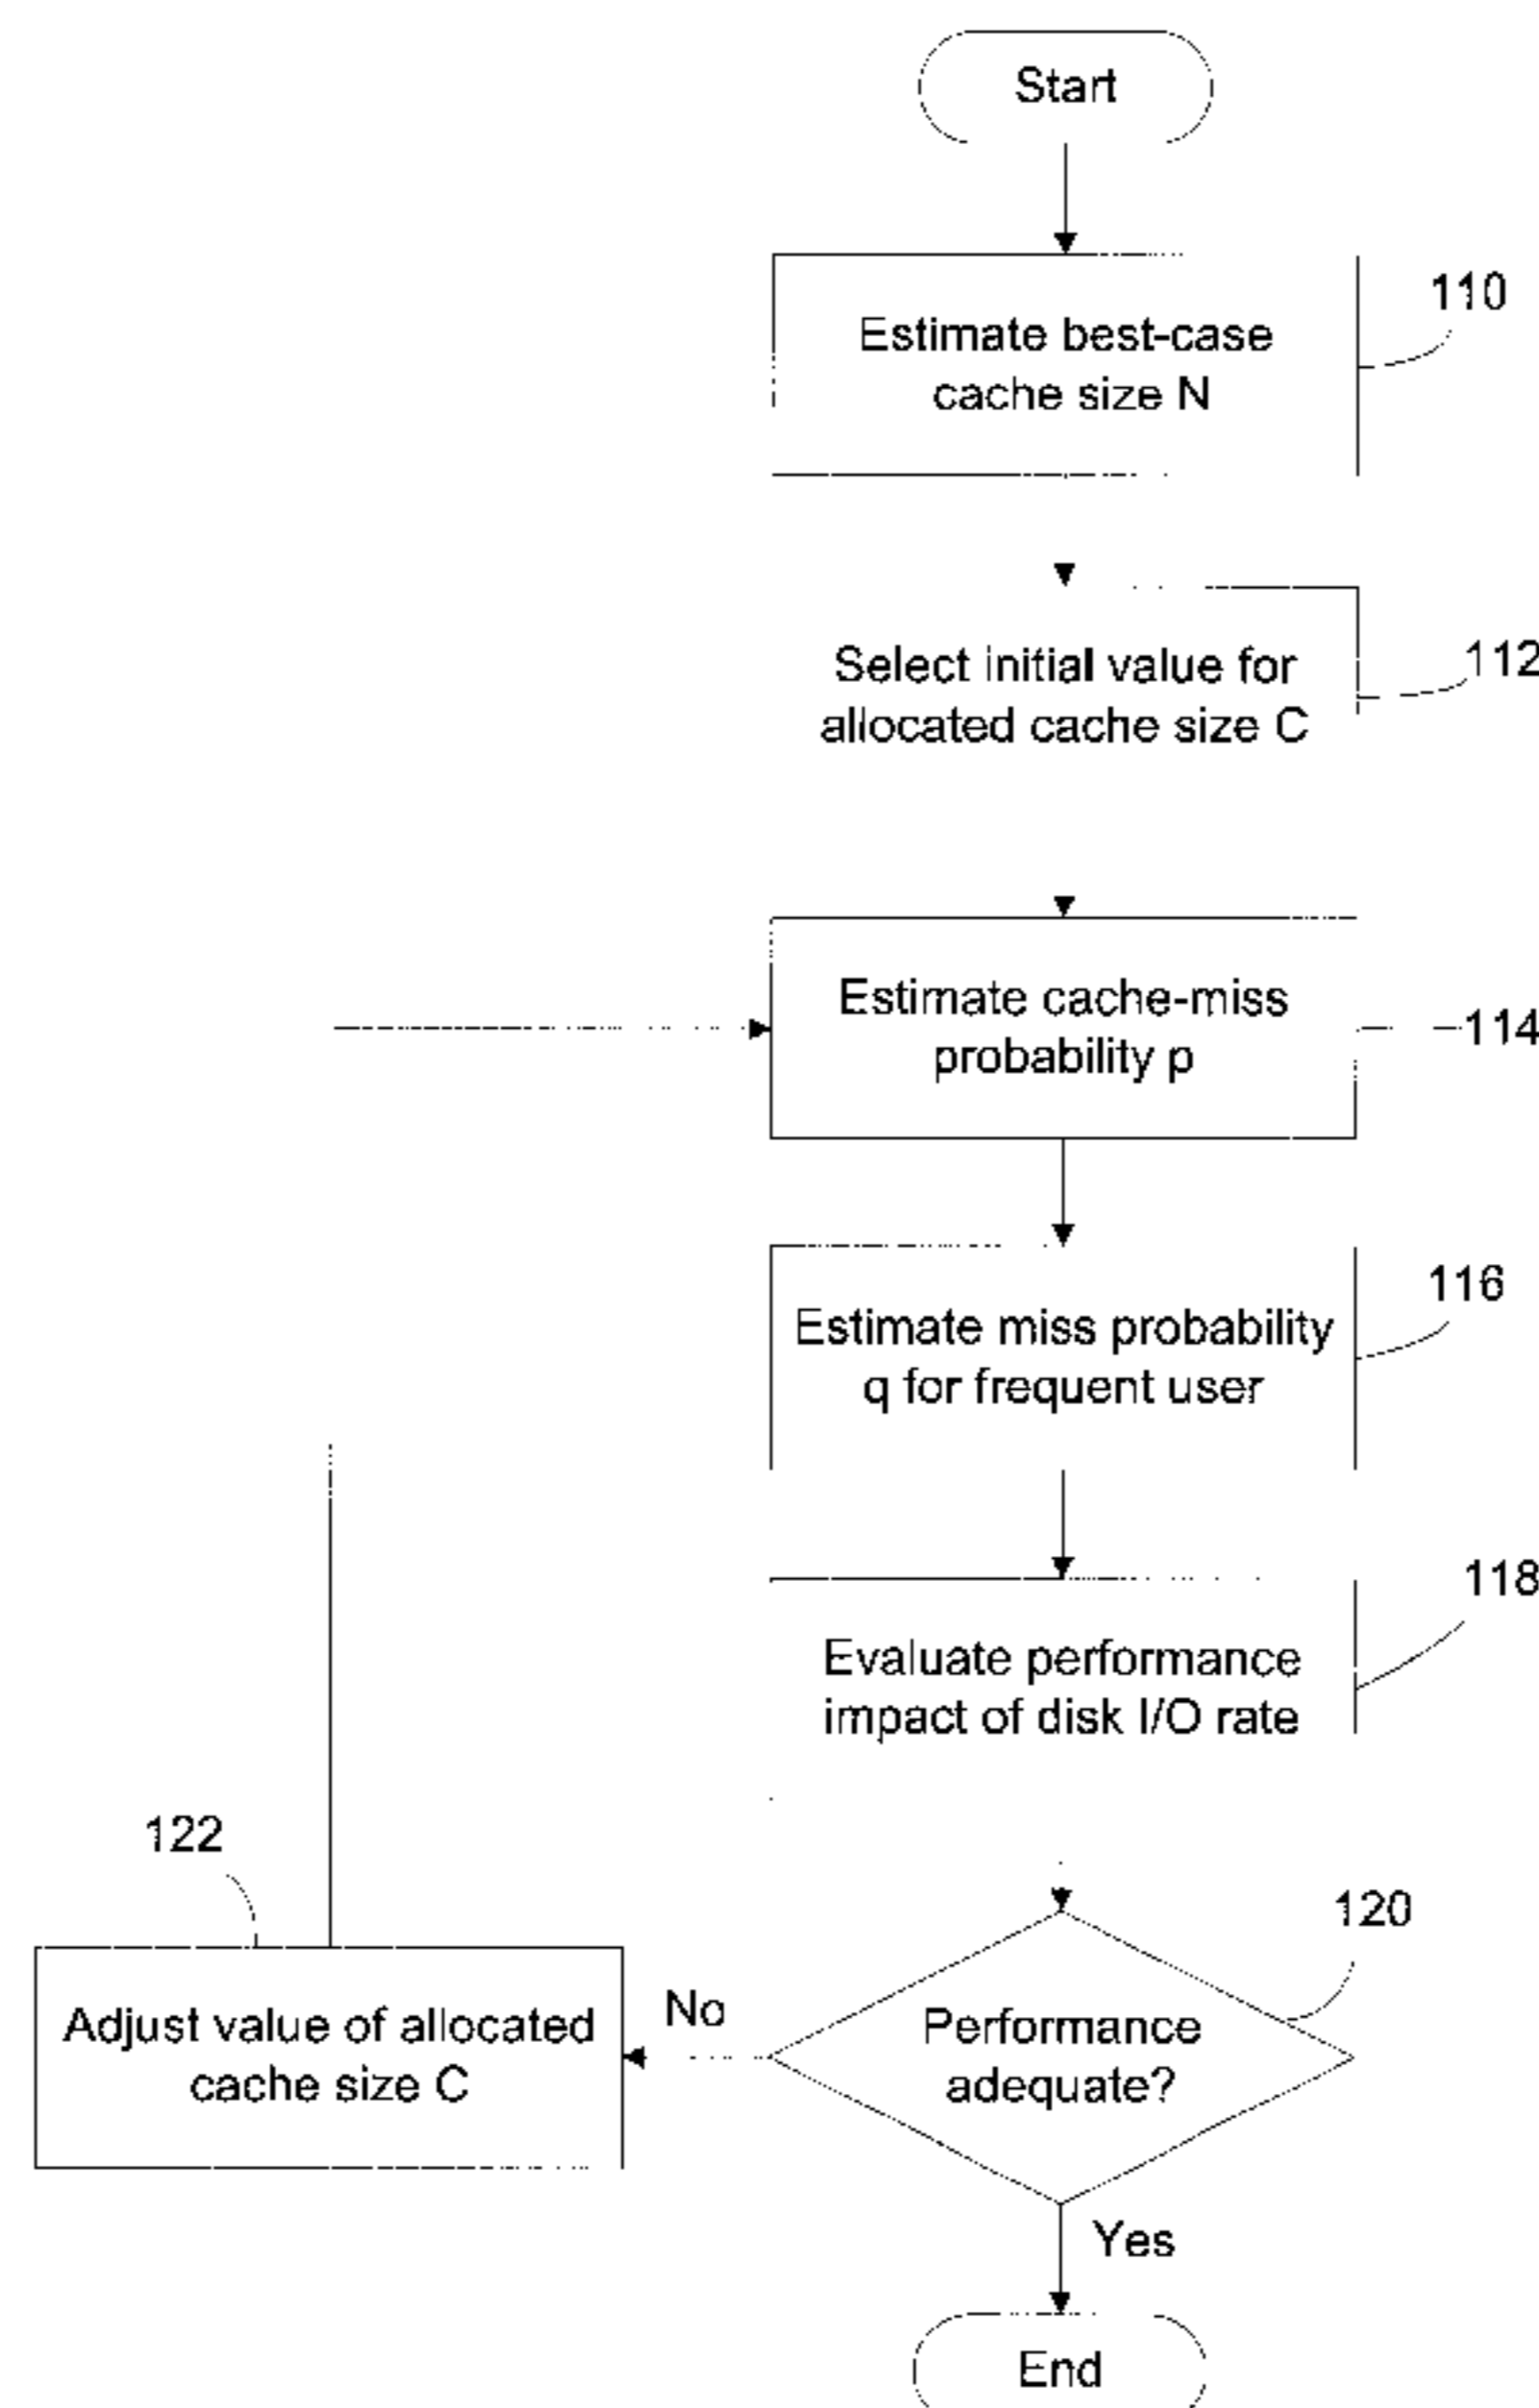 Start
Estimate best-case
cache size N
110
Select initial value for
allocated cache size C
112
Estimate cache-miss
probability p
114
Estimate miss probability
q for frequent user
116
Evaluate performance
impact of disk I/O rate
118
122
120
Adjust value of allocated
cache size C
No
Performance
adequate?
Yes
End